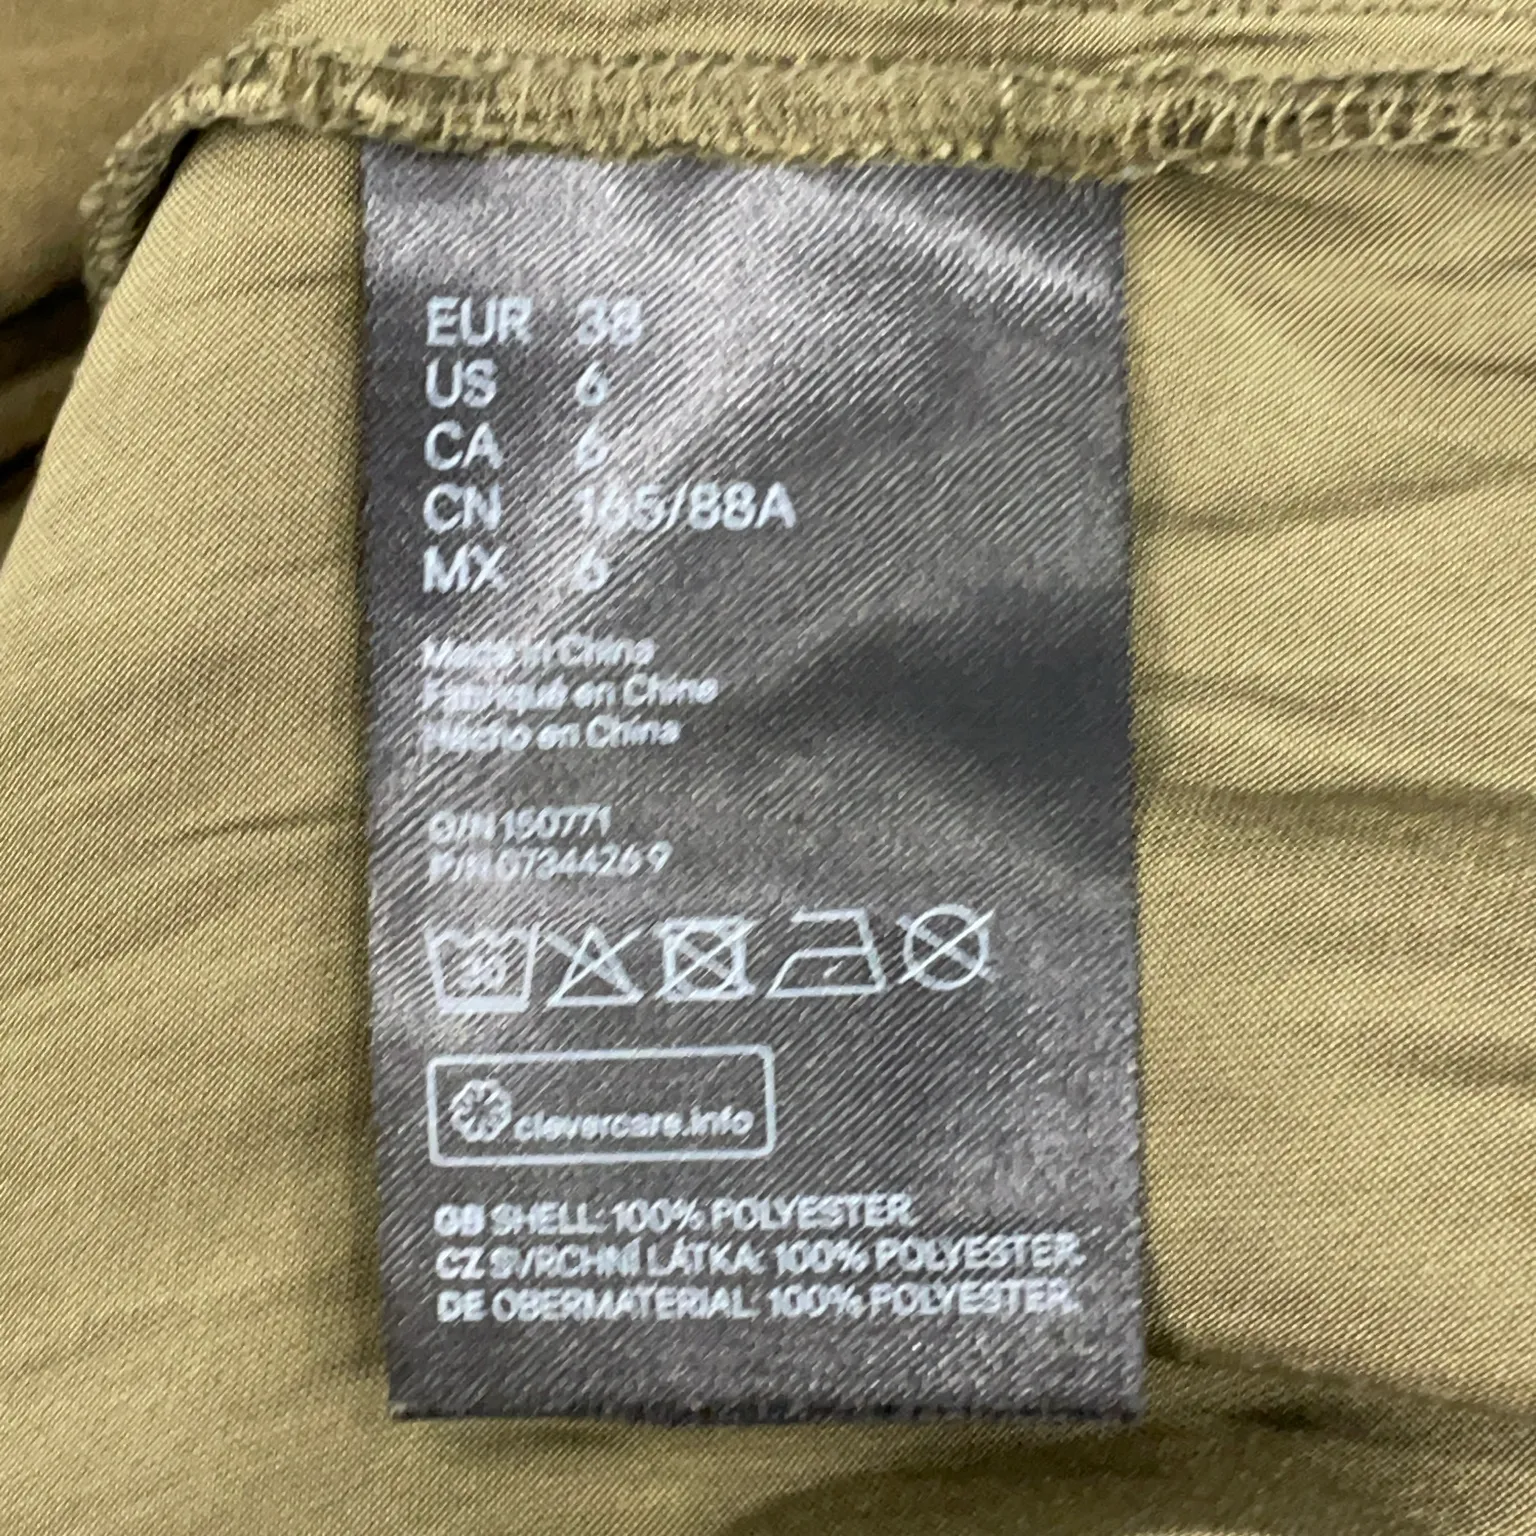 EUR 38
US 6
CA 6
CN 165/88A
MX 6
Made in China
Fabriqué en Chine
Hecho en China
O/N 150771
P/N 0734426 9
30
clevercare.info
GB SHELL: 100% POLYESTER.
CZ SVRCHNÍ LÁTKA: 100% POLYESTER.
DE OBERMATERIAL: 100% POLYESTER.